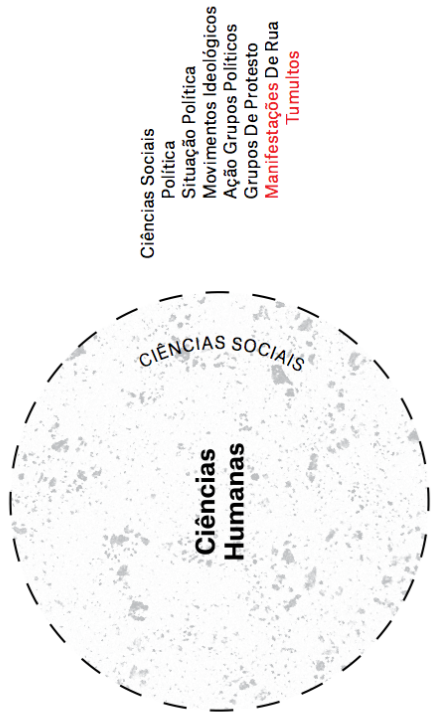 Ciências Sociais
Política
Situação Política
Movimentos Ideológicos
Ação Grupos Políticos
Grupos De Protesto
Manifestações De Rua
Tumultos
CIÊNCIAS SOCIAIS
Ciências
Humanas